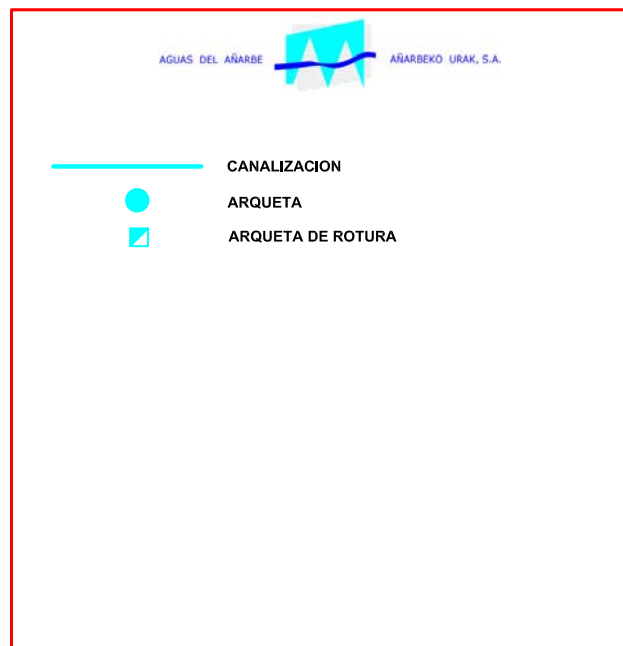 AGUAS DEL AÑARBE
AÑARBEKO URAK, S.A.
CANALIZACION
ARQUETA
ARQUETA DE ROTURA